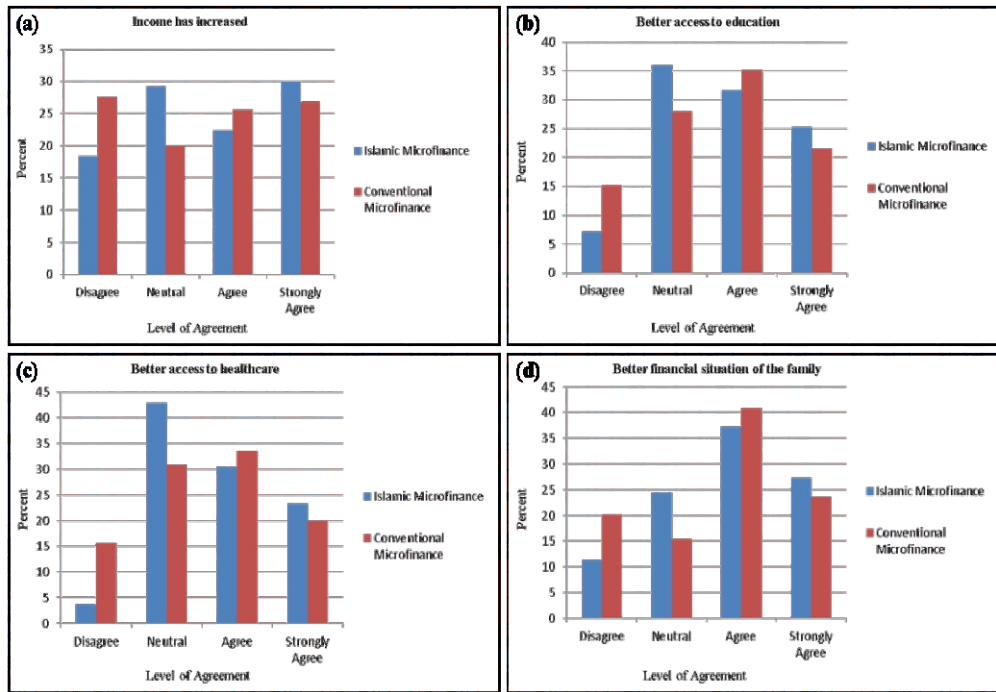 (a)
Income has increased
35
30
25
20
15
10
5
0
Percent
Disagree Neutral Agree Strongly
Agree
Level of Agreement
Islamic Microfinance
Conventional
Microfinance
(b)
Better access to education
40
35
30
25
20
15
10
5
0
Percent
Disagree Neutral Agree Strongly
Agree
Level of Agreement
Islamic Microfinance
Conventional
Microfinance
(c)
Better access to healthcare
45
40
35
30
25
20
15
10
5
0
Percent
Disagree Neutral Agree Strongly
Agree
Level of Agreement
Islamic Microfinance
Conventional
Microfinance
(d)
Better financial situation of the family
45
40
35
30
25
20
15
10
5
0
Percent
Disagree Neutral Agree Strongly
Agree
Level of Agreement
Islamic Microfinance
Conventional
Microfinance